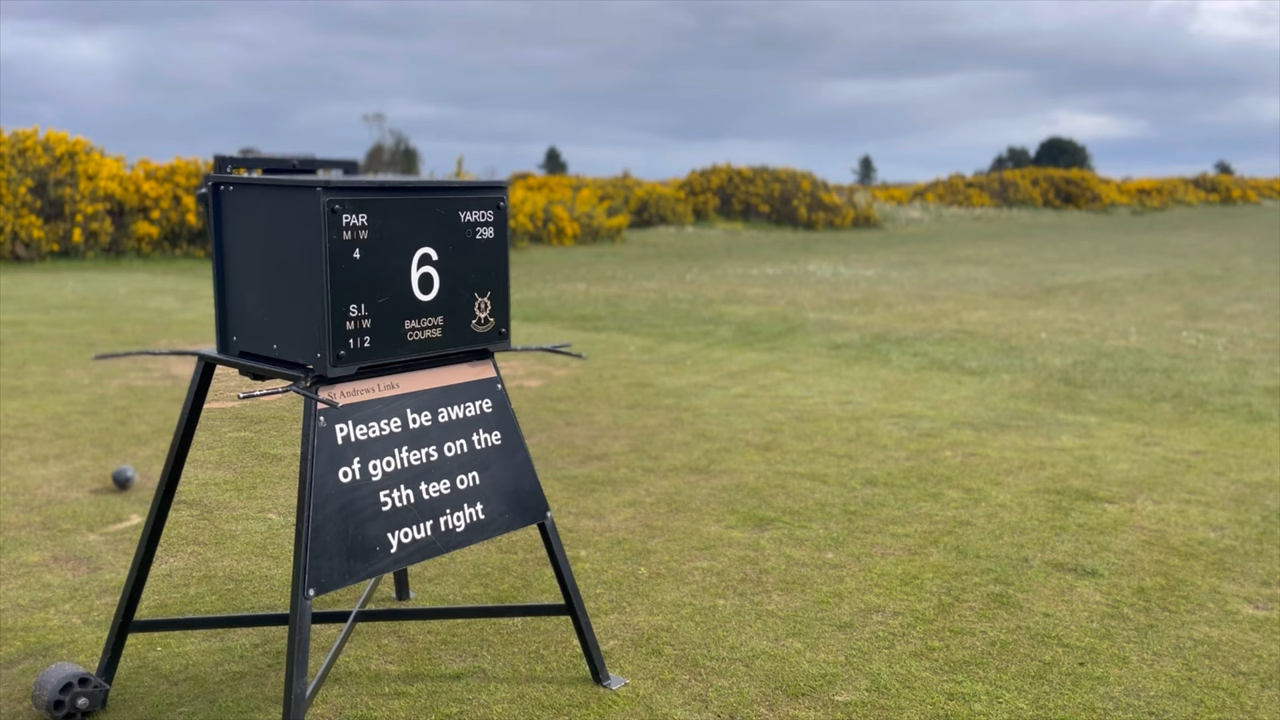 PAR
M|W
4
YARDS
298
6
S.I.
M|W
1|2
BALGOVE
COURSE
St Andrews Links
Please be aware
of golfers on the
5th tee on
your right